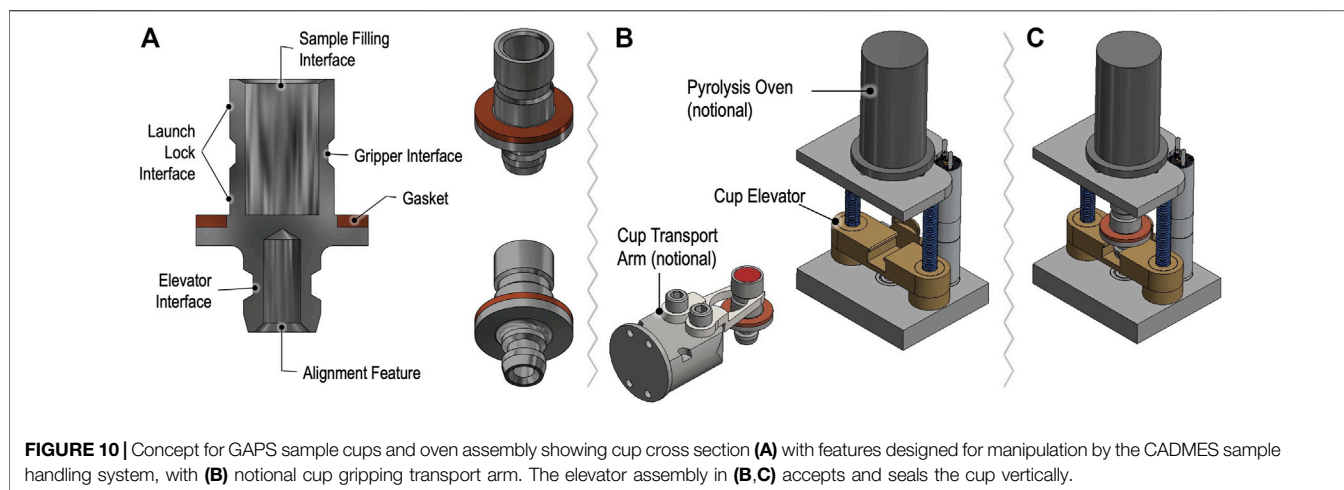 A
Sample Filling
Interface
Launch
Lock
Interface
Gripper Interface
Gasket
Elevator
Interface
Alignment Feature
B
Pyrolysis Oven
(notional)
Cup Elevator
Cup Transport
Arm (notional)
C
FIGURE 10 | Concept for GAPS sample cups and oven assembly showing cup cross section (A) with features designed for manipulation by the CADMES sample
handling system, with (B) notional cup gripping transport arm. The elevator assembly in (B,C) accepts and seals the cup vertically.